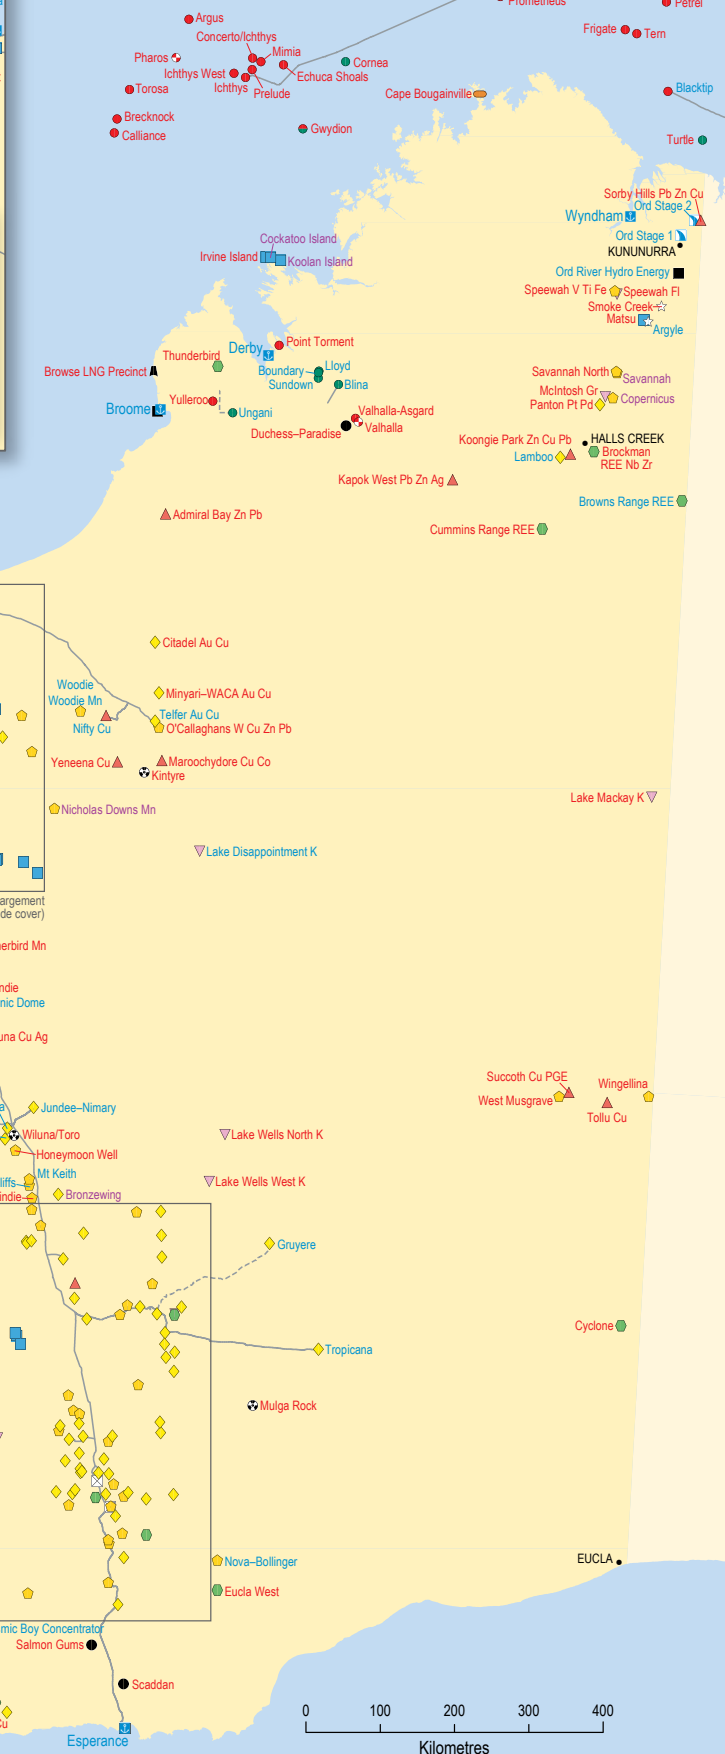 Prometheus
Petrel
Argus
Frigate
Tern
Concerto/Ichthys
Mimia
Pharos
Cornea
Ichthys West
Echuca Shoals
Torosa
Ichthys
Prelude
Cape Bougainville
Blacktip
Brecknock
Calliance
Gwydion
Turtle
Sorby Hills Pb Zn Cu
Ord Stage 2
Wyndham
Ord Stage 1
KUNUNURRA
Cockatoo Island
Irvine Island
Koolan Island
Ord River Hydro Energy
Speewah V Ti Fe
Speewah Fl
Smoke Creek
Matsu
Argyle
Point Torment
Derby
Thunderbird
Browse LNG Precinct
Lloyd
Boundary
Sundown
Blina
Savannah North
Savannah
McIntosh Gr
Copernicus
Panton Pt Pd
Yulleroo
Broome
Ungani
Valhalla-Asgard
Valhalla
Duchess–Paradise
Koongie Park Zn Cu Pb
HALLS CREEK
Lamboo
Brockman
REE Nb Zr
Kapok West Pb Zn Ag
Browns Range REE
Admiral Bay Zn Pb
Cummins Range REE
Citadel Au Cu
Woodie
Woodie Mn
Minyari–WACA Au Cu
Telfer Au Cu
Nifty Cu
O'Callaghans W Cu Zn Pb
Yeneena Cu
Maroochydore Cu Co
Kintyre
Lake Mackay K
Nicholas Downs Mn
Lake Disappointment K
argement
de cover)
erbird Mn
ndie
nic Dome
una Cu Ag
Succoth Cu PGE
Wingellina
West Musgrave
Tollu Cu
a
Jundee–Nimary
Wiluna/Toro
Lake Wells North K
Honeymoon Well
Mt Keith
liffs
Lake Wells West K
indie
Bronzewing
Gruyere
Cyclone
Tropicana
Mulga Rock
EUCLA
Nova–Bollinger
Eucla West
mic Boy Concentrator
Salmon Gums
Scaddan
Cu
Esperance
0 100 200 300 400
Kilometres